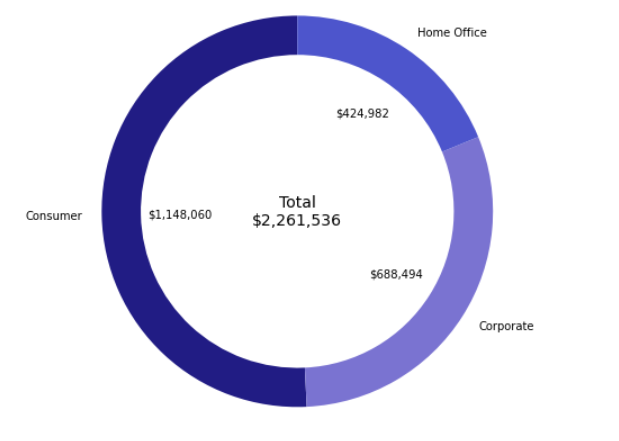 Home Office
$424,982
Total
$2,261,536
$1,148,060
Consumer
$688,494
Corporate